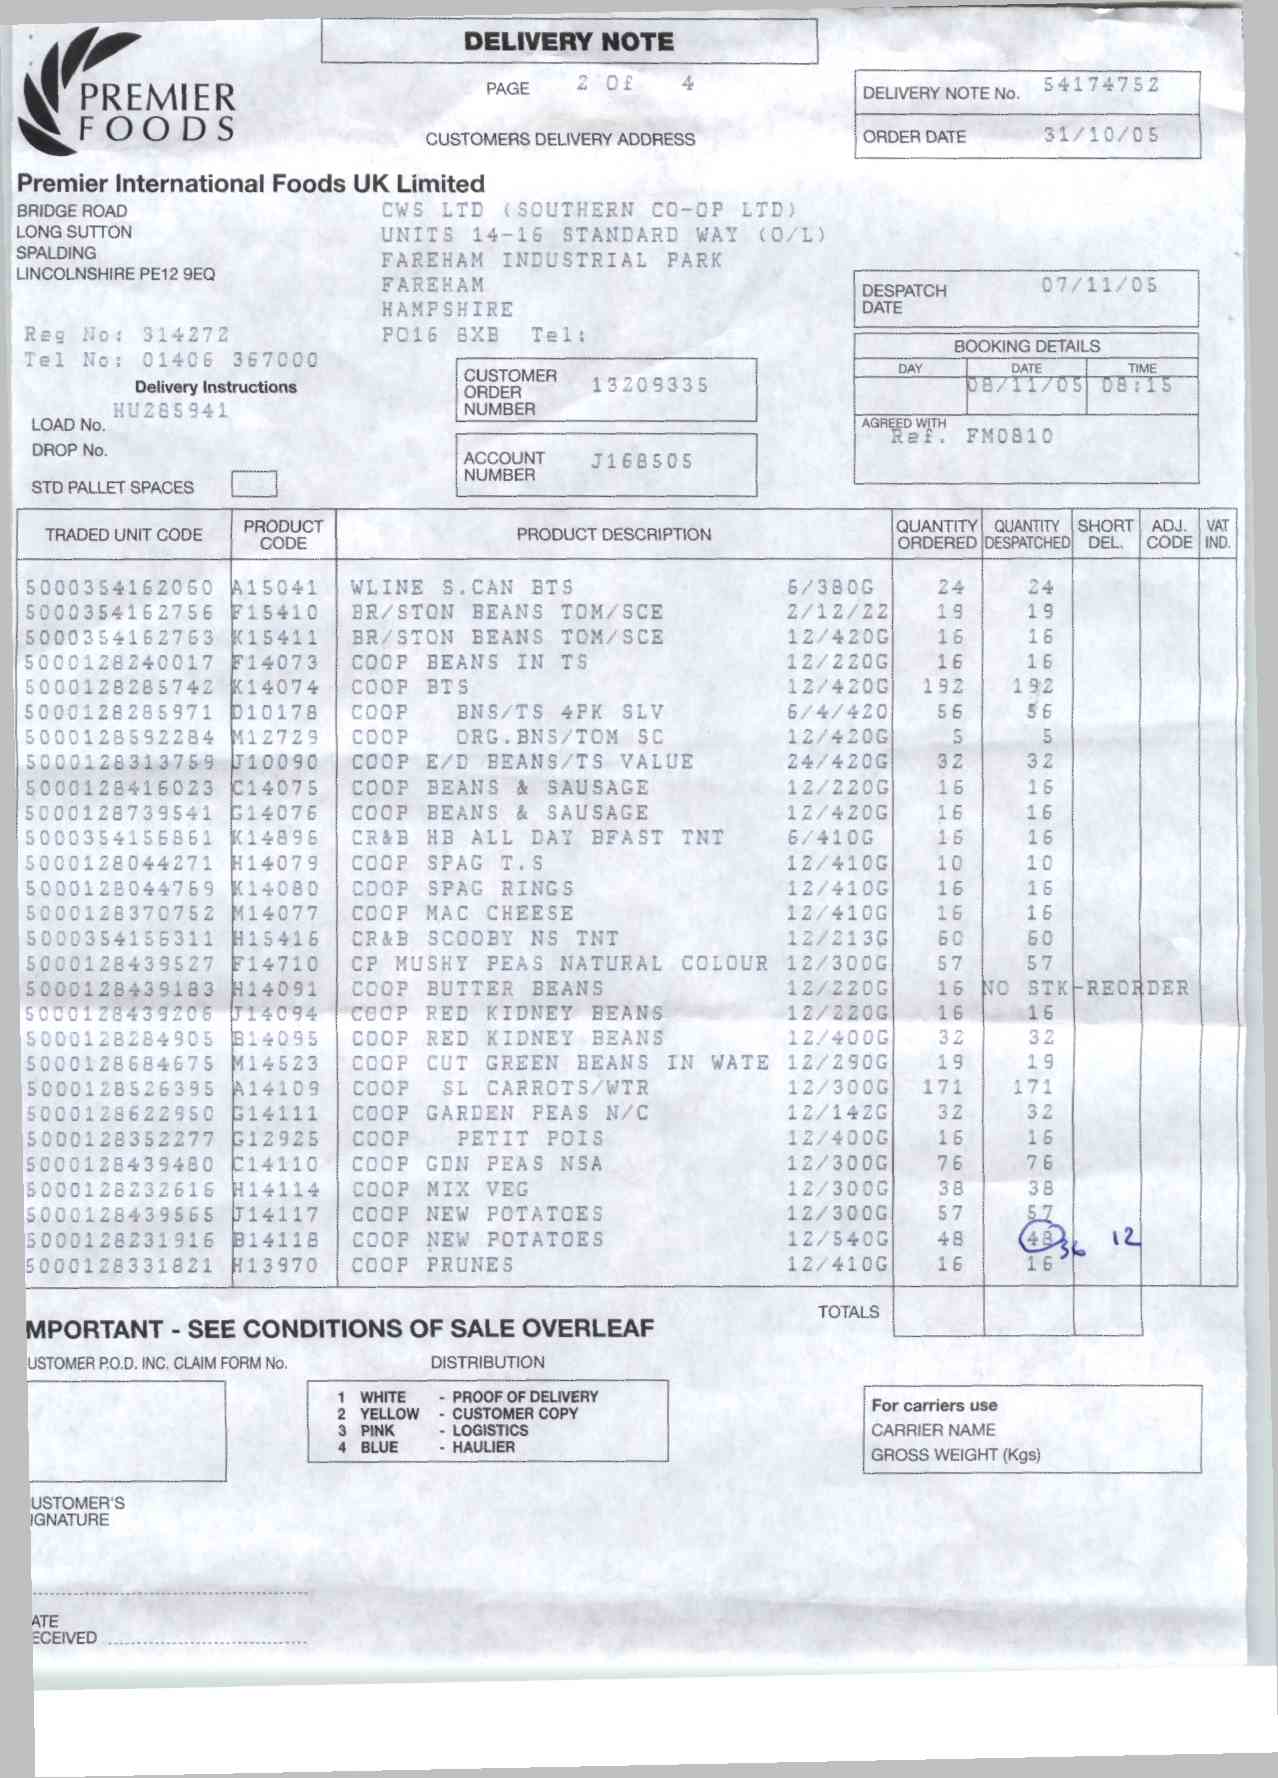 DELIVERY NOTE
PREMIER
FOODS
PAGE 2 Of 4
DELIVERY NOTE No. 54174752
ORDER DATE 31/10/05
CUSTOMERS DELIVERY ADDRESS
Premier International Foods UK Limited
BRIDGE ROAD
LONG SUTTON
SPALDING
LINCOLNSHIRE PE12 9EQ
CWS LTD (SOUTHERN CO-OP LTD)
UNITS 14-16 STANDARD WAY (O/L)
FAREHAM INDUSTRIAL PARK
FAREHAM
HAMPSHIRE
PO16 8XB Tel:
DESPATCH DATE 07/11/05
Reg No: 314272
Tel No: 01406 367000
Delivery Instructions
HU285941
LOAD No.
DROP No.
STD PALLET SPACES
CUSTOMER ORDER NUMBER 13209335
ACCOUNT NUMBER J168505
BOOKING DETAILS
DAY DATE TIME
08/11/05 08:15
AGREED WITH
Ref. FM0810
TRADED UNIT CODE PRODUCT CODE PRODUCT DESCRIPTION QUANTITY ORDERED QUANTITY DESPATCHED SHORT DEL. ADJ. CODE VAT IND.
5000354162060 A15041 WLINE S.CAN BTS 6/380G 24 24
5000354162756 F15410 BR/STON BEANS TOM/SCE 2/12/22 19 19
5000354162763 K15411 BR/STON BEANS TOM/SCE 12/420G 16 16
5000128240017 F14073 COOP BEANS IN TS 12/220G 16 16
5000128285742 K14074 COOP BTS 12/420G 192 192
5000128285971 D10178 COOP BNS/TS 4PK SLV 6/4/420 56 56
5000128592284 M12729 COOP ORG.BNS/TOM SC 12/420G 5 5
5000128313759 J10090 COOP E/D BEANS/TS VALUE 24/420G 32 32
5000128416023 C14075 COOP BEANS & SAUSAGE 12/220G 16 16
5000128739541 G14076 COOP BEANS & SAUSAGE 12/420G 16 16
5000354156861 K14896 CR&B HB ALL DAY BFAST TNT 6/410G 16 16
5000128044271 H14079 COOP SPAG T.S 12/410G 10 10
5000128044769 K14080 COOP SPAG RINGS 12/410G 16 16
5000128370752 M14077 COOP MAC CHEESE 12/410G 16 16
5000354156311 H15416 CR&B SCOOBY NS TNT 12/213G 60 60
5000128439527 F14710 CP MUSHY PEAS NATURAL COLOUR 12/300G 57 57
5000128439183 H14091 COOP BUTTER BEANS 12/220G 16 NO STK-REORDER
5000128439206 J14094 COOP RED KIDNEY BEANS 12/220G 16 16
5000128284905 B14095 COOP RED KIDNEY BEANS 12/400G 32 32
5000128684675 M14523 COOP CUT GREEN BEANS IN WATE 12/290G 19 19
5000128526395 A14109 COOP SL CARROTS/WTR 12/300G 171 171
5000128622950 G14111 COOP GARDEN PEAS N/C 12/142G 32 32
5000128352277 G12925 COOP PETIT POIS 12/400G 16 16
5000128439480 C14110 COOP GDN PEAS NSA 12/300G 76 76
5000128232616 H14114 COOP MIX VEG 12/300G 38 38
5000128439565 J14117 COOP NEW POTATOES 12/300G 57 57
5000128231916 B14118 COOP NEW POTATOES 12/540G 48 48 36 12
5000128331821 H13970 COOP PRUNES 12/410G 16 16
TOTALS
MPORTANT - SEE CONDITIONS OF SALE OVERLEAF
USTOMER P.O.D. INC. CLAIM FORM No.
DISTRIBUTION
1 WHITE - PROOF OF DELIVERY
2 YELLOW - CUSTOMER COPY
3 PINK - LOGISTICS
4 BLUE - HAULIER
For carriers use
CARRIER NAME
GROSS WEIGHT (Kgs)
USTOMER'S
IGNATURE
ATE
ECEIVED